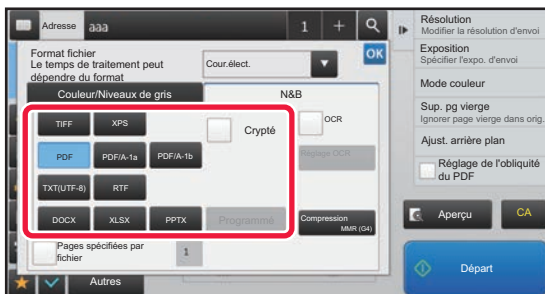 Adresse aaa 1 +
Format fichier
Le temps de traitement peut
dépendre du format
Cour.élect.
OK
Couleur/Niveaux de gris
N&B
TIFF XPS
Crypté
OCR
PDF PDF/A-1a PDF/A-1b
Réglage OCR
TXT(UTF-8) RTF
DOCX XLSX PPTX
Programmé
Compression
MMR (G4)
Pages spécifiées par
fichier
1
Autres
Résolution
Modifier la résolution d'envoi
Exposition
Spécifier l'expo. d'envoi
Mode couleur
Sup. pg vierge
Ignorer page vierge dans orig.
Ajust. arrière plan
Réglage de l'obliquité
du PDF
Aperçu
CA
Départ